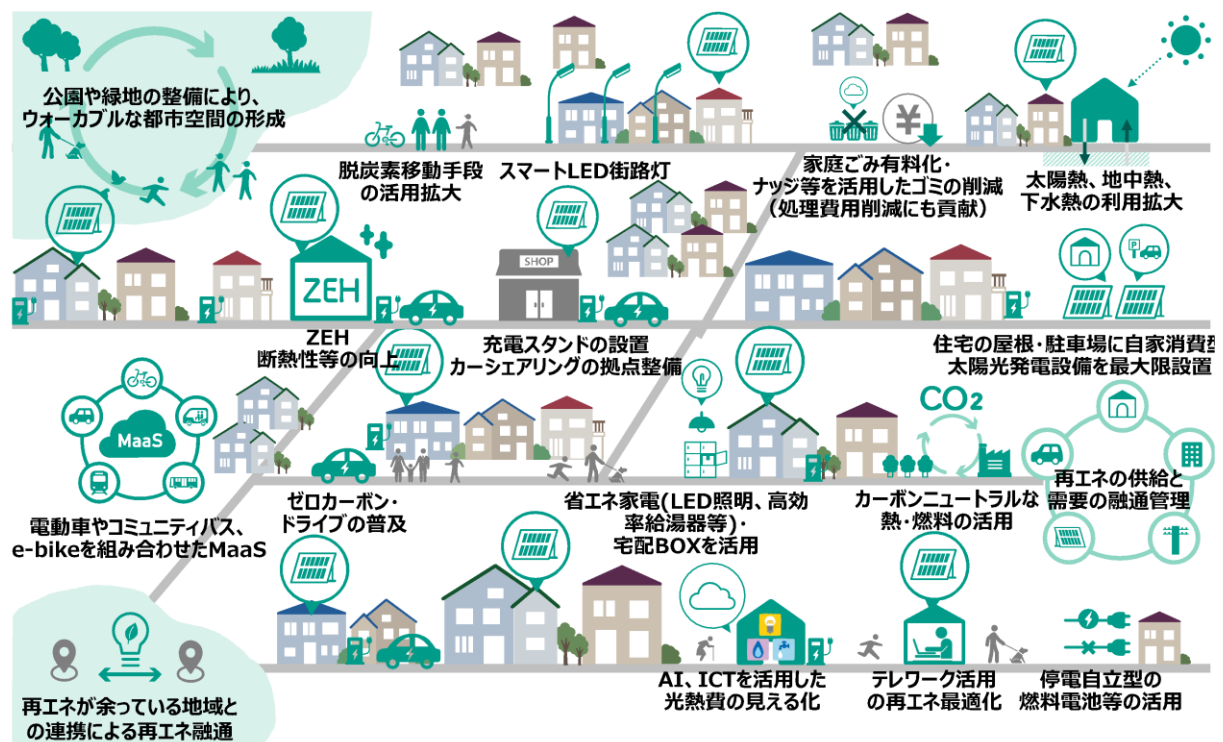 公園や緑地の整備により、
ウォーカブルな都市空間の形成
脱炭素移動手段
の活用拡大
スマートLED街路灯
¥
家庭ごみ有料化・
ナッジ等を活用したゴミの削減
（処理費用削減にも貢献）
太陽熱、地中熱、
下水熱の利用拡大
ZEH
ZEH
断熱性等の向上
SHOP
充電スタンドの設置
カーシェアリングの拠点整備
P
住宅の屋根・駐車場に自家消費型
太陽光発電設備を最大限設置
MaaS
電動車やコミュニティバス、
e-bikeを組み合わせたMaaS
ゼロカーボン・
ドライブの普及
省エネ家電(LED照明、高効
率給湯器等)・
宅配BOXを活用
CO2
カーボンニュートラルな
熱・燃料の活用
再エネの供給と
需要の融通管理
再エネが余っている地域と
の連携による再エネ融通
AI、ICTを活用した
光熱費の見える化
テレワーク活用
の再エネ最適化
停電自立型の
燃料電池等の活用